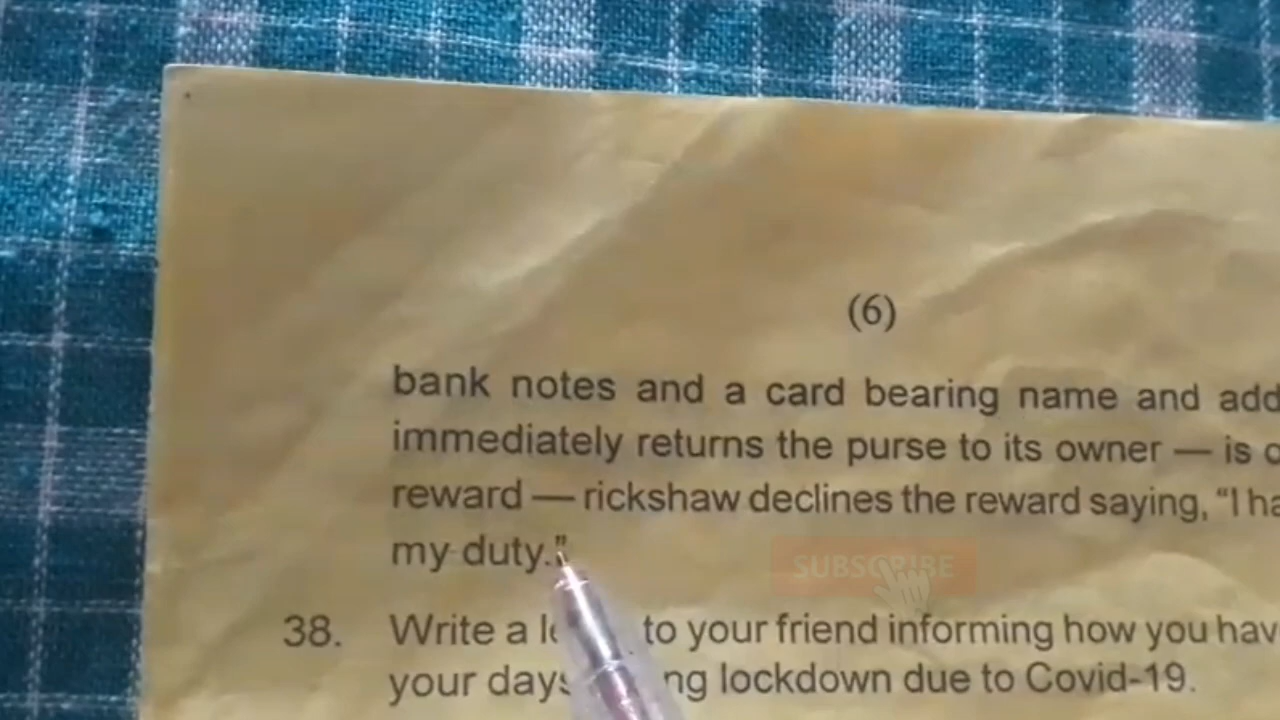 (6)
bank notes and a card bearing name and add
immediately returns the purse to its owner — is
reward — rickshaw declines the reward saying, "I ha
my duty."
SUBSCRIBE
38. Write a to your friend informing how you hav
your days lockdown due to Covid-19.